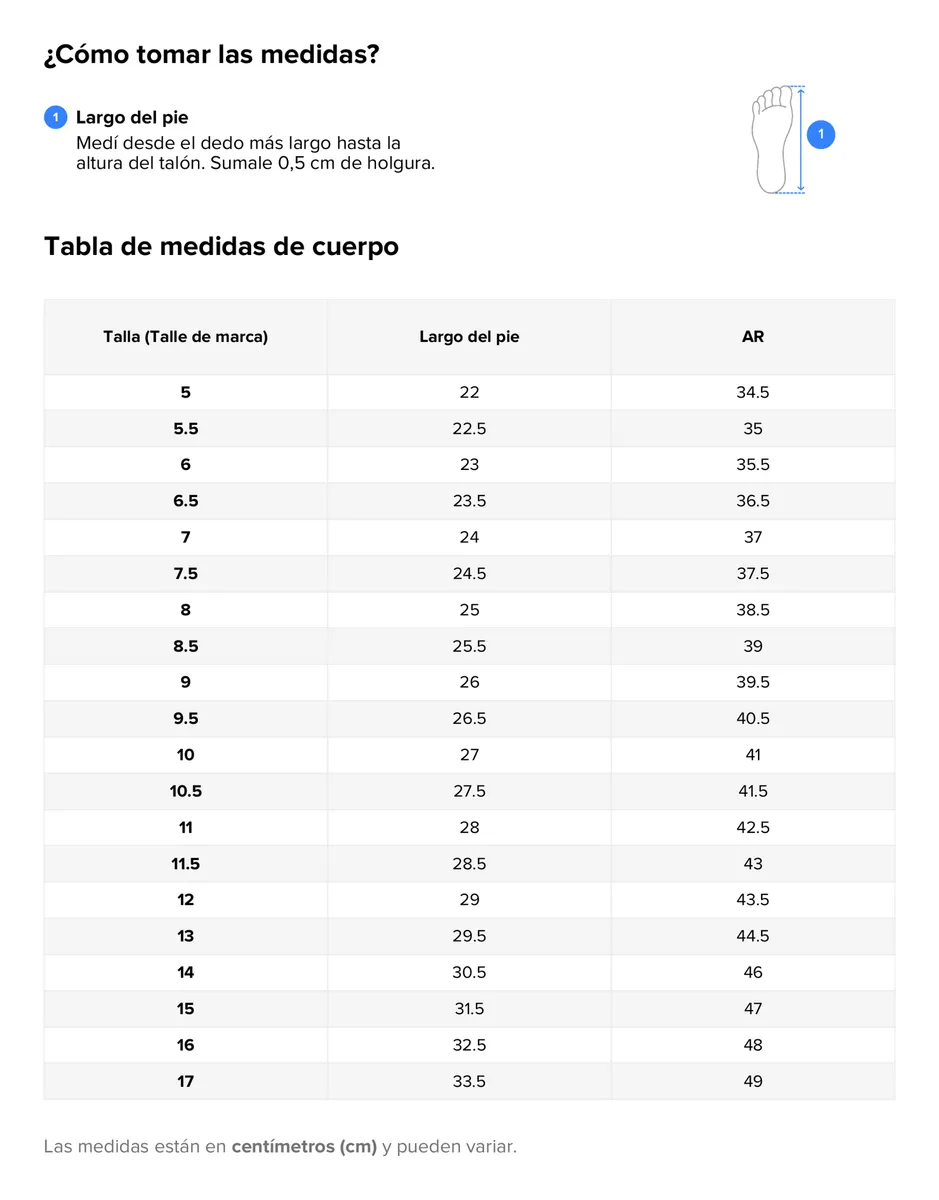 ¿Cómo tomar las medidas?
1 Largo del pie
Medí desde el dedo más largo hasta la
altura del talón. Sumale 0,5 cm de holgura.
1
Tabla de medidas de cuerpo
Talla (Talle de marca) Largo del pie AR
5 22 34.5
5.5 22.5 35
6 23 35.5
6.5 23.5 36.5
7 24 37
7.5 24.5 37.5
8 25 38.5
8.5 25.5 39
9 26 39.5
9.5 26.5 40.5
10 27 41
10.5 27.5 41.5
11 28 42.5
11.5 28.5 43
12 29 43.5
13 29.5 44.5
14 30.5 46
15 31.5 47
16 32.5 48
17 33.5 49
Las medidas están en centímetros (cm) y pueden variar.